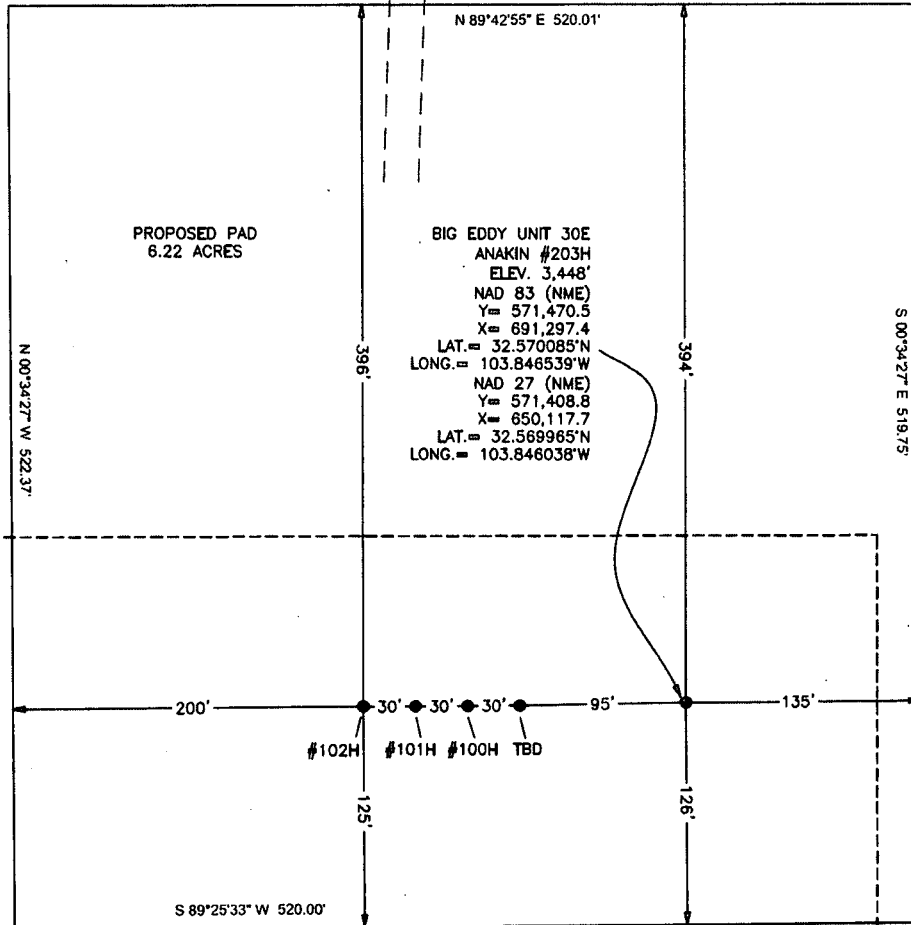 N 89°42'55" E 520.01'
PROPOSED PAD
6.22 ACRES
BIG EDDY UNIT 30E
ANAKIN #203H
ELEV. 3,448'
NAD 83 (NME)
Y= 571,470.5
X= 691,297.4
LAT.= 32.570085°N
LONG.= 103.846539°W
NAD 27 (NME)
Y= 571,408.8
X= 650,117.7
LAT.= 32.569965°N
LONG.= 103.846038°W
396'
394'
N 00°34'27" W 522.37'
S 00°34'27" E 519.75'
200'
30'
30'
30'
95'
135'
#102H
#101H
#100H
TBD
125'
126'
S 89°25'33" W 520.00'